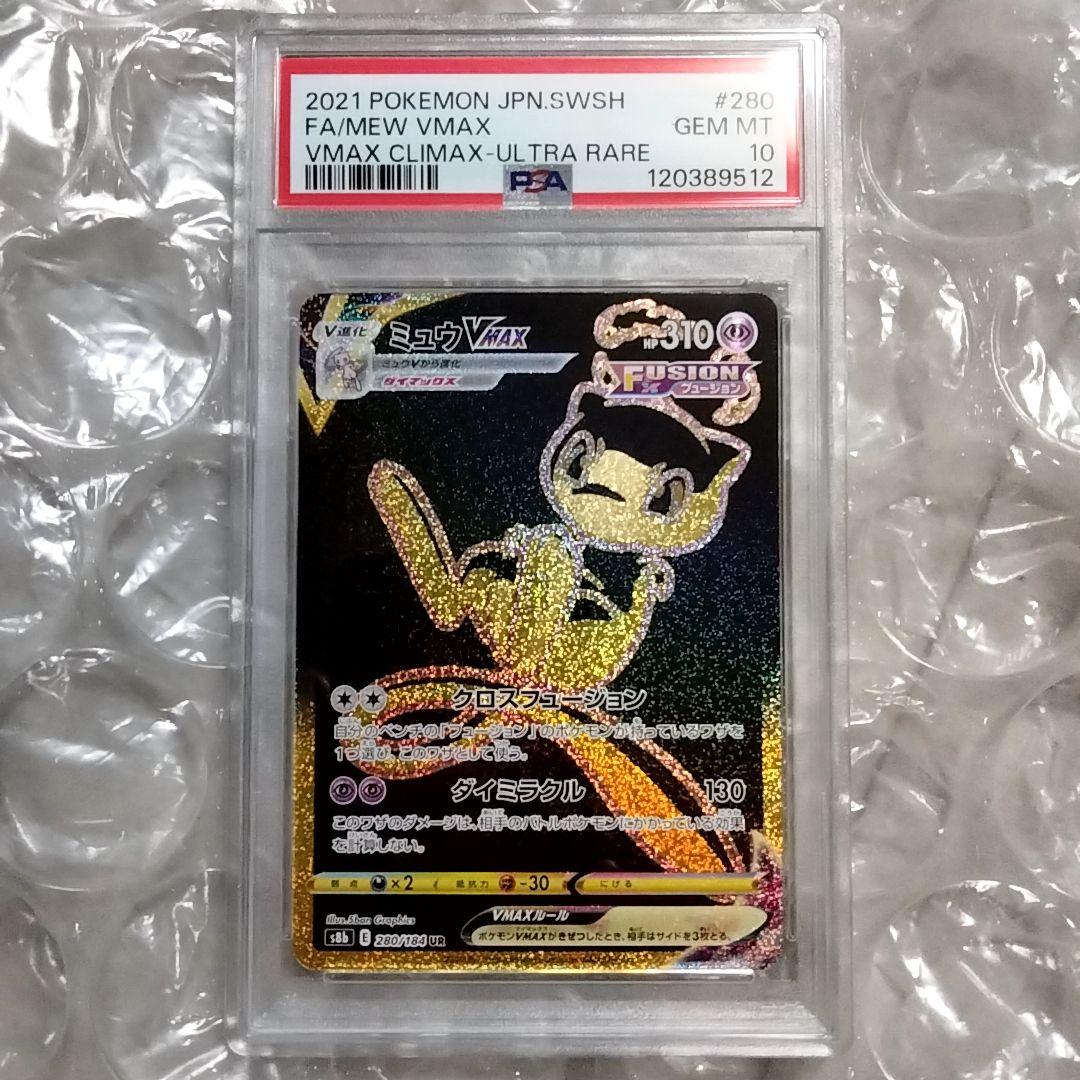 2021 POKEMON JPN.SWSH #280
FA/MEW VMAX GEM MT
VMAX CLIMAX-ULTRA RARE 10
PSA 120389512
V進化 ミュウVMAX HP310
ミュウVから進化
ダイマックス
FUSION
フュージョン
クロスフュージョン
自分のベンチの「フュージョン」のポケモンが持っているワザを
1つ選び、このワザとして使う。
ダイミラクル 130
このワザのダメージは、相手のバトルポケモンにかかっている効果
を計算しない。
弱点 ×2 抵抗力 -30 にげる
Illus. 5ban Graphics
VMAXルール
s8b E 280/184 UR
ポケモンVMAXがきぜつしたとき、相手はサイドを3枚とる。